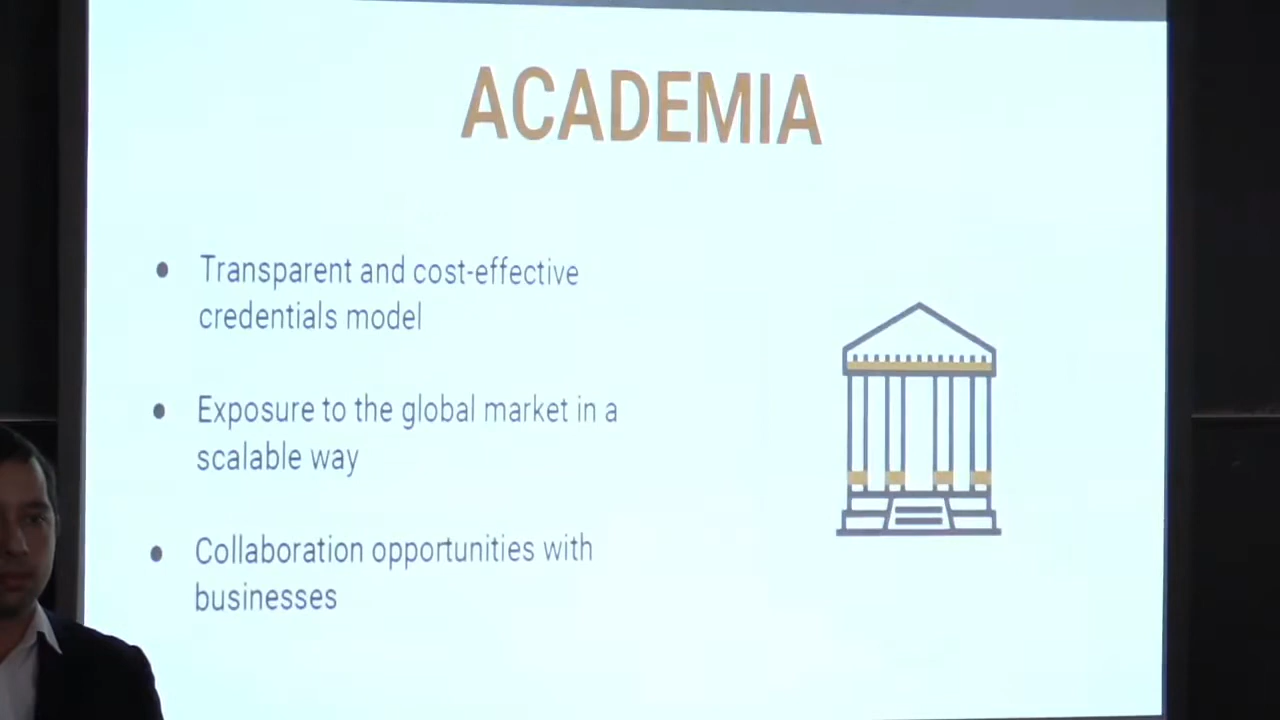 ACADEMIA
● Transparent and cost-effective
credentials model
● Exposure to the global market in a
scalable way
● Collaboration opportunities with
businesses